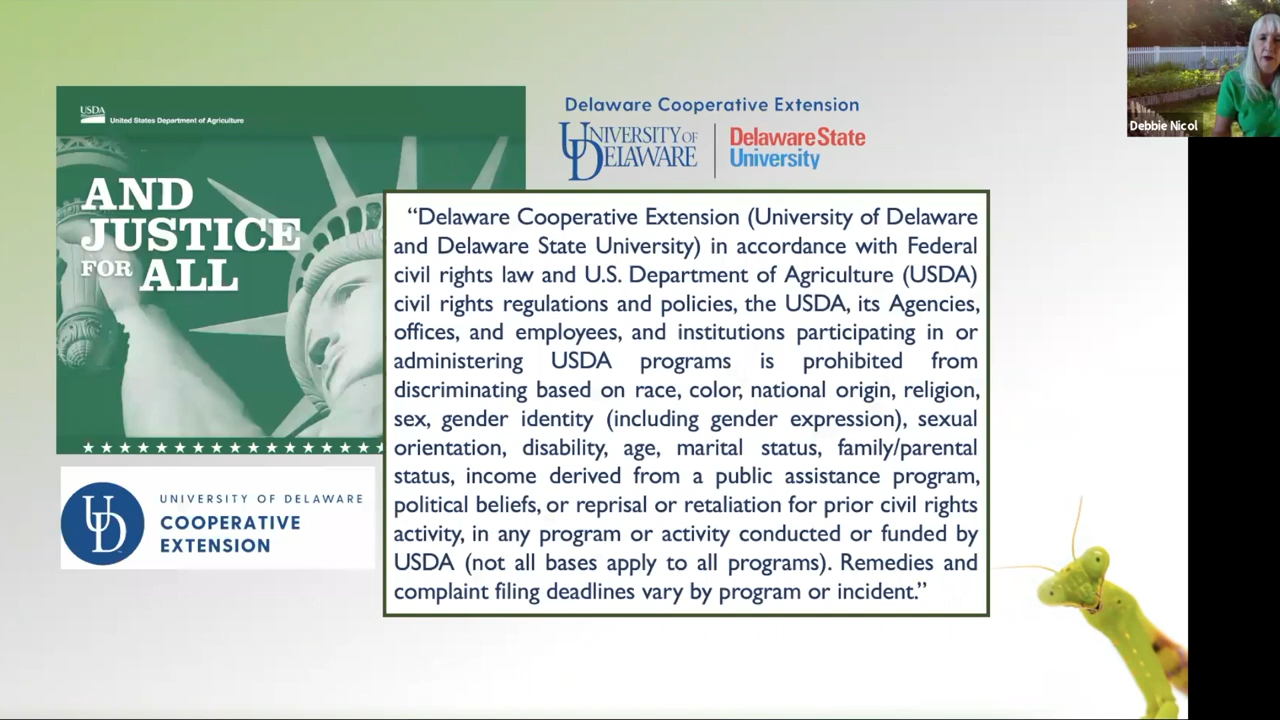 USDA
United States Department of Agriculture
AND
JUSTICE
FOR ALL
Delaware Cooperative Extension
UNIVERSITY OF
DELAWARE
Delaware State
University
Debbie Nicol
“Delaware Cooperative Extension (University of Delaware
and Delaware State University) in accordance with Federal
civil rights law and U.S. Department of Agriculture (USDA)
civil rights regulations and policies, the USDA, its Agencies,
offices, and employees, and institutions participating in or
administering USDA programs is prohibited from
discriminating based on race, color, national origin, religion,
sex, gender identity (including gender expression), sexual
orientation, disability, age, marital status, family/parental
status, income derived from a public assistance program,
political beliefs, or reprisal or retaliation for prior civil rights
activity, in any program or activity conducted or funded by
USDA (not all bases apply to all programs). Remedies and
complaint filing deadlines vary by program or incident.”
UD
UNIVERSITY OF DELAWARE
COOPERATIVE
EXTENSION